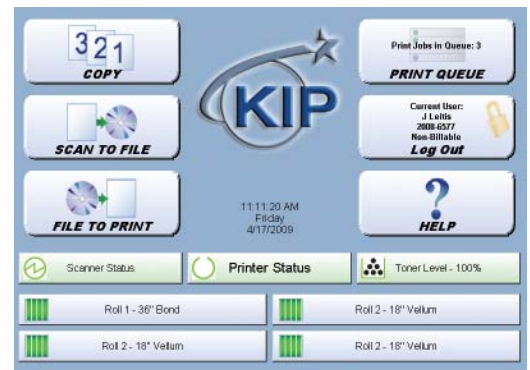 321
COPY
Print Jobs in Queue: 3
PRINT QUEUE
KIP
SCAN TO FILE
Current User:
J Leitis
2008-6577
Non-Billable
Log Out
FILE TO PRINT
11:11:20 AM
Friday
4/17/2009
?
HELP
Scanner Status
Printer Status
Toner Level - 100%
Roll 1 - 36" Bond
Roll 2 - 18" Vellum
Roll 2 - 18" Vellum
Roll 2 - 18" Vellum